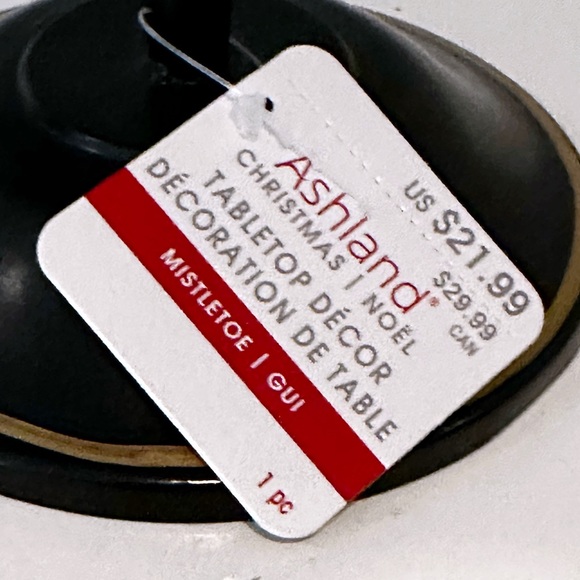 US $21.99
$29.99 CAN
Ashland®
CHRISTMAS | NOËL
TABLETOP DÉCOR
DÉCORATION DE TABLE
MISTLETOE | GUI
1 pc